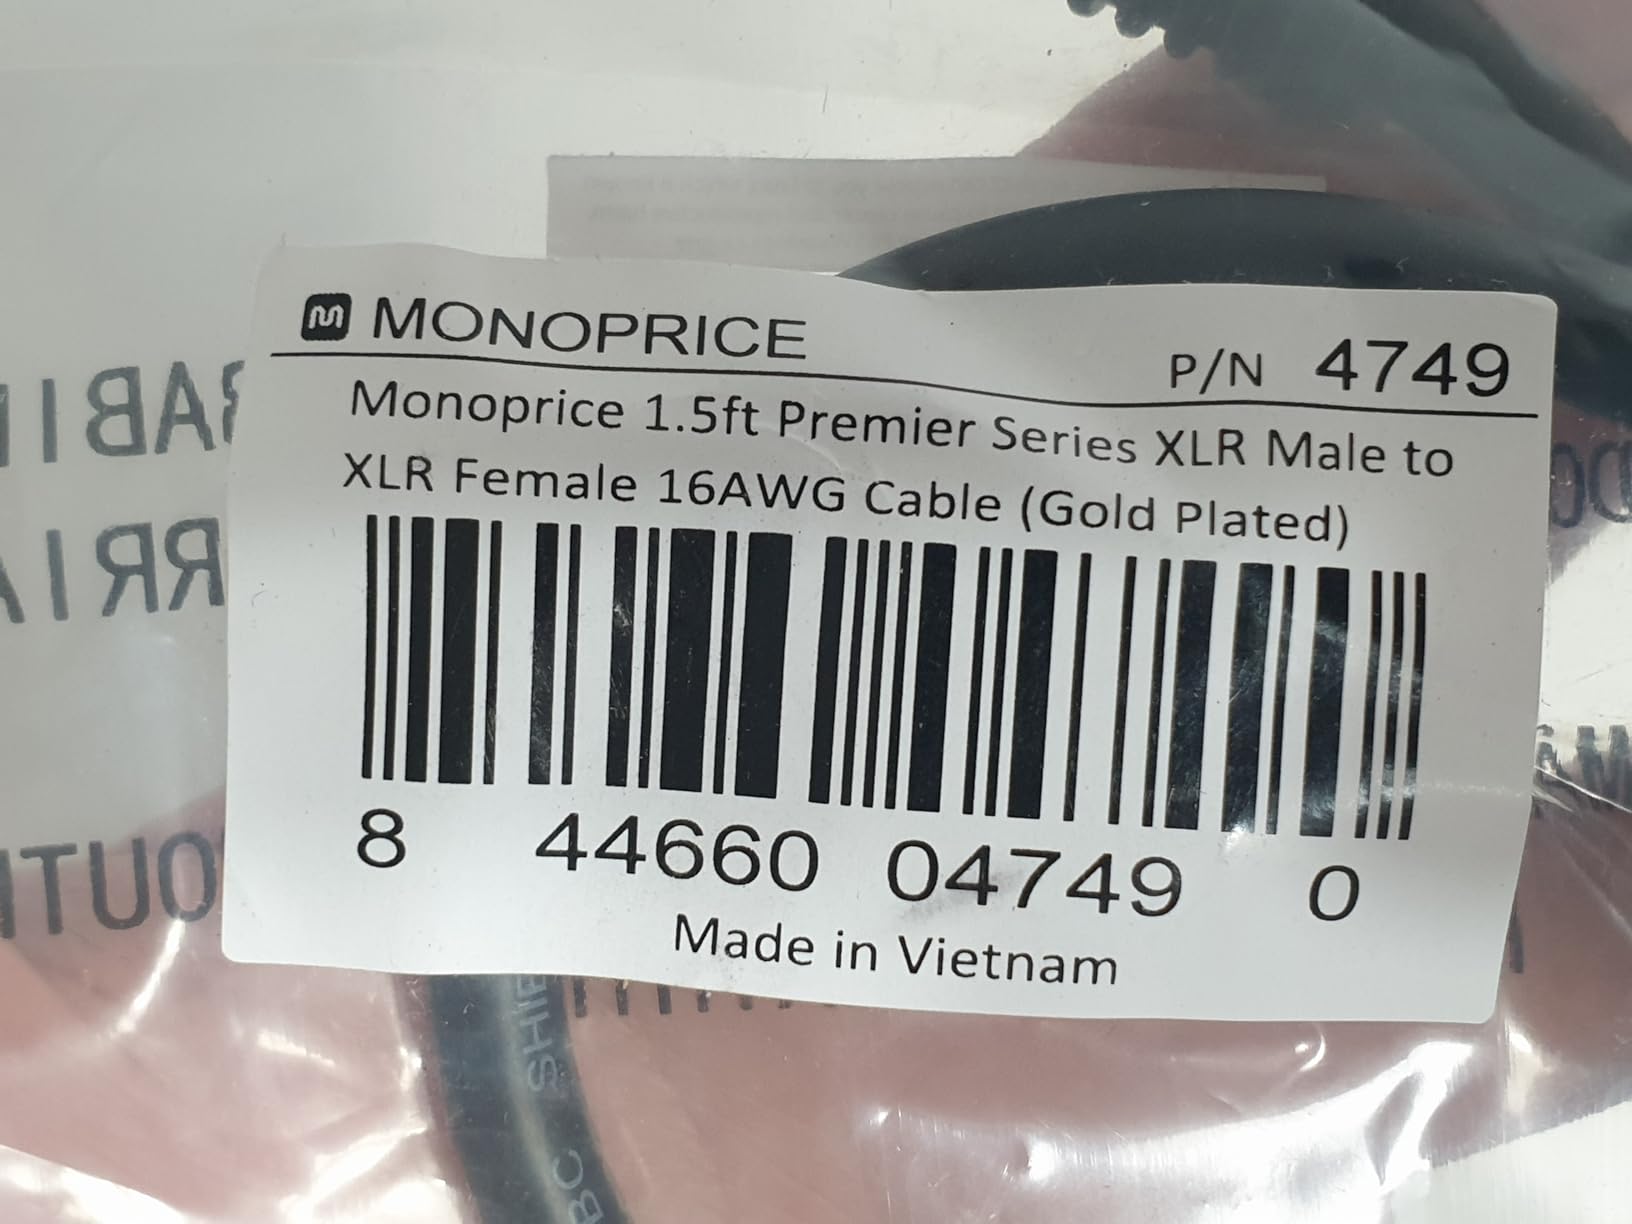 MONOPRICE
P/N 4749
Monoprice 1.5ft Premier Series XLR Male to
XLR Female 16AWG Cable (Gold Plated)
8 44660 04749 0
Made in Vietnam